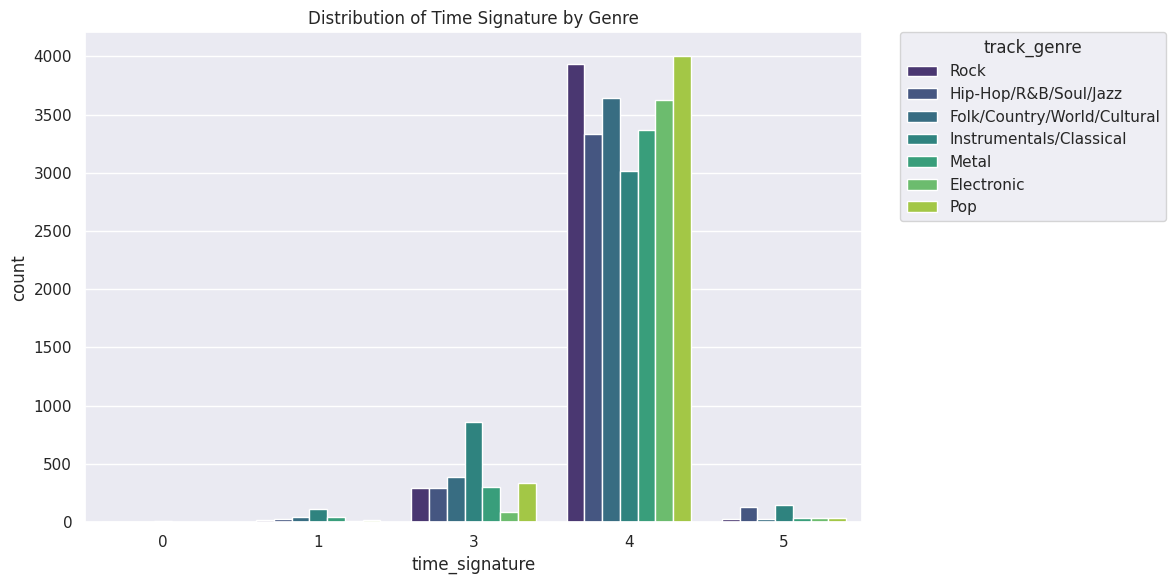 Distribution of Time Signature by Genre
4000
3500
3000
2500
2000
1500
1000
500
0
count
0 1 3 4 5
time_signature
track_genre
Rock
Hip-Hop/R&B/Soul/Jazz
Folk/Country/World/Cultural
Instrumentals/Classical
Metal
Electronic
Pop